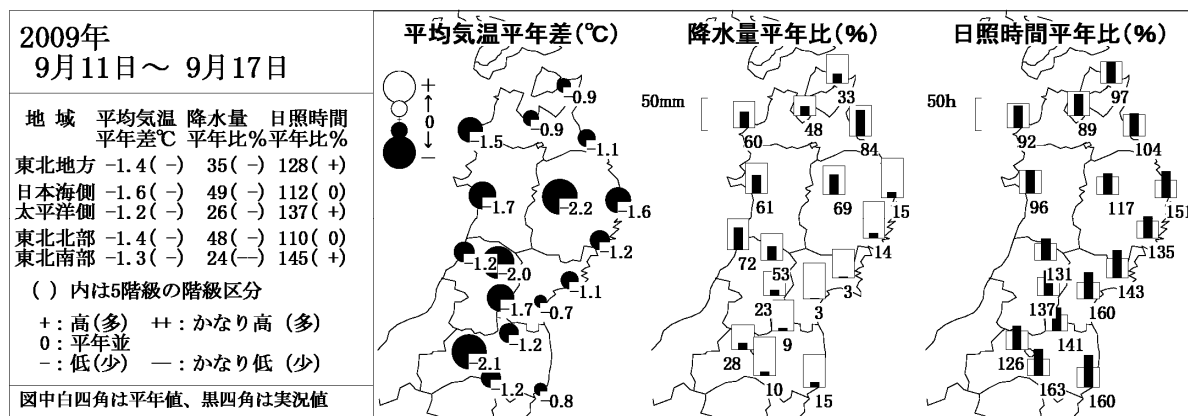 2009年
9月11日～ 9月17日
地 域 平均気温 降水量 日照時間
平年差℃ 平年比% 平年比%
東北地方 -1.4( -) 35( -) 128( +)
日本海側 -1.6( -) 49( -) 112( 0)
太平洋側 -1.2( -) 26( -) 137( +)
東北北部 -1.4( -) 48( -) 110( 0)
東北南部 -1.3( -) 24(--) 145( +)
( ) 内は5階級の階級区分
+：高(多) ++：かなり高 (多)
0：平年並
-：低(少) --：かなり低 (少)
図中白四角は平年値、黒四角は実況値
平均気温平年差(℃)
+
↑
0
↓
-
-0.9
-0.9
-1.5
-1.1
-1.7
-2.2
-1.6
-1.2
-1.2
-2.0
-1.1
-1.7
-0.7
-1.2
-2.1
-1.2
-0.8
降水量平年比(%)
50mm
33
48
60
84
61
69
15
14
72
53
3
23
3
9
28
10
15
日照時間平年比(%)
50h
97
89
92
104
96
117
151
135
131
143
137
160
141
126
163
160